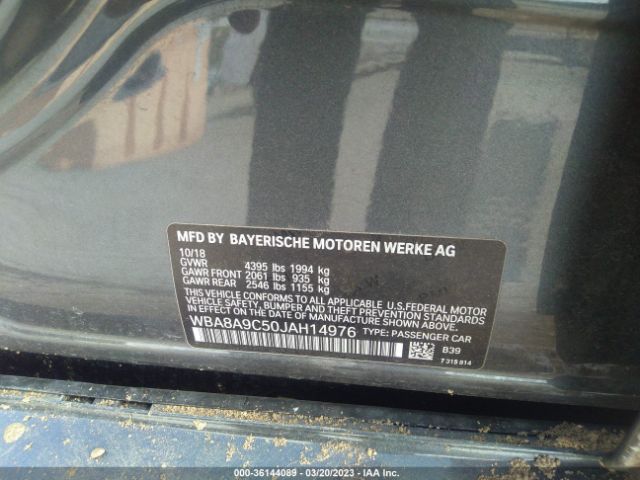 MFD BY BAYERISCHE MOTOREN WERKE AG
10/18
GVWR 4395 lbs 1994 kg
GAWR FRONT 2061 lbs 935 kg
GAWR REAR 2546 lbs 1155 kg
THIS VEHICLE CONFORMS TO ALL APPLICABLE U.S.FEDERAL MOTOR
VEHICLE SAFETY, BUMPER AND THEFT PREVENTION STANDARDS
IN EFFECT ON THE DATE OF MANUFACTURE SHOWN ABOVE.
WBA8A9C50JAH14976 TYPE: PASSENGER CAR
B39
7 315 814
000-36144089 - 03/20/2023 - IAA Inc.